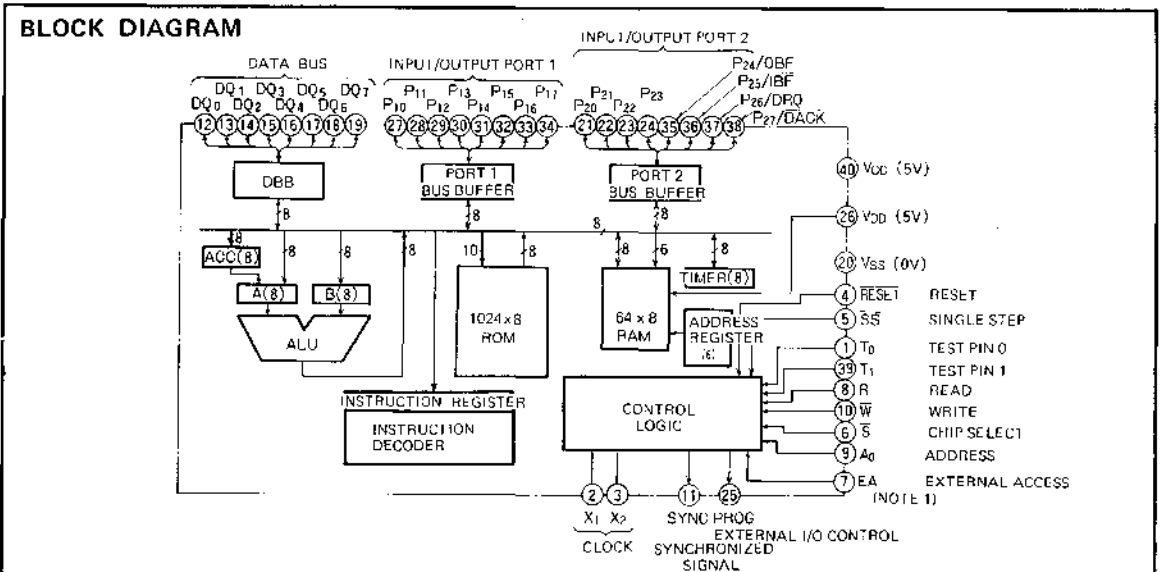 BLOCK DIAGRAM
DATA BUS
INPUT/OUTPUT PORT 1
INPUT/OUTPUT PORT 2
DQ0 DQ1 DQ2 DQ3 DQ4 DQ5 DQ6 DQ7
P10 P11 P12 P13 P14 P15 P16 P17
P20 P21 P22 P23
P24/OBF
P25/IBF
P26/DRQ
P27/DACK
12 13 14 15 16 17 18 19
27 28 29 30 31 32 33 34
21 22 23 24 35 36 37 38
DBB
PORT 1
BUS BUFFER
PORT 2
BUS BUFFER
8
8
8
8
8
8
8
8
10
8
8
6
8
ACC(8)
A(8)
B(8)
ALU
1024 x 8
ROM
64 x 8
RAM
TIMER(8)
ADDRESS
REGISTER
(6)
INSTRUCTION REGISTER
INSTRUCTION
DECODER
CONTROL
LOGIC
40 VCC (5V)
26 VDD (5V)
20 VSS (0V)
4 RESET RESET
5 SS SINGLE STEP
1 T0 TEST PIN 0
39 T1 TEST PIN 1
8 R READ
10 W WRITE
6 S CHIP SELECT
9 A0 ADDRESS
7 EA EXTERNAL ACCESS
(NOTE 1)
2 3 11 25
X1 X2 SYNC PROG
CLOCK
EXTERNAL I/O CONTROL
SYNCHRONIZED
SIGNAL